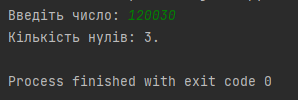 Введіть число: 120030
Кількість нулів: 3.
Process finished with exit code 0